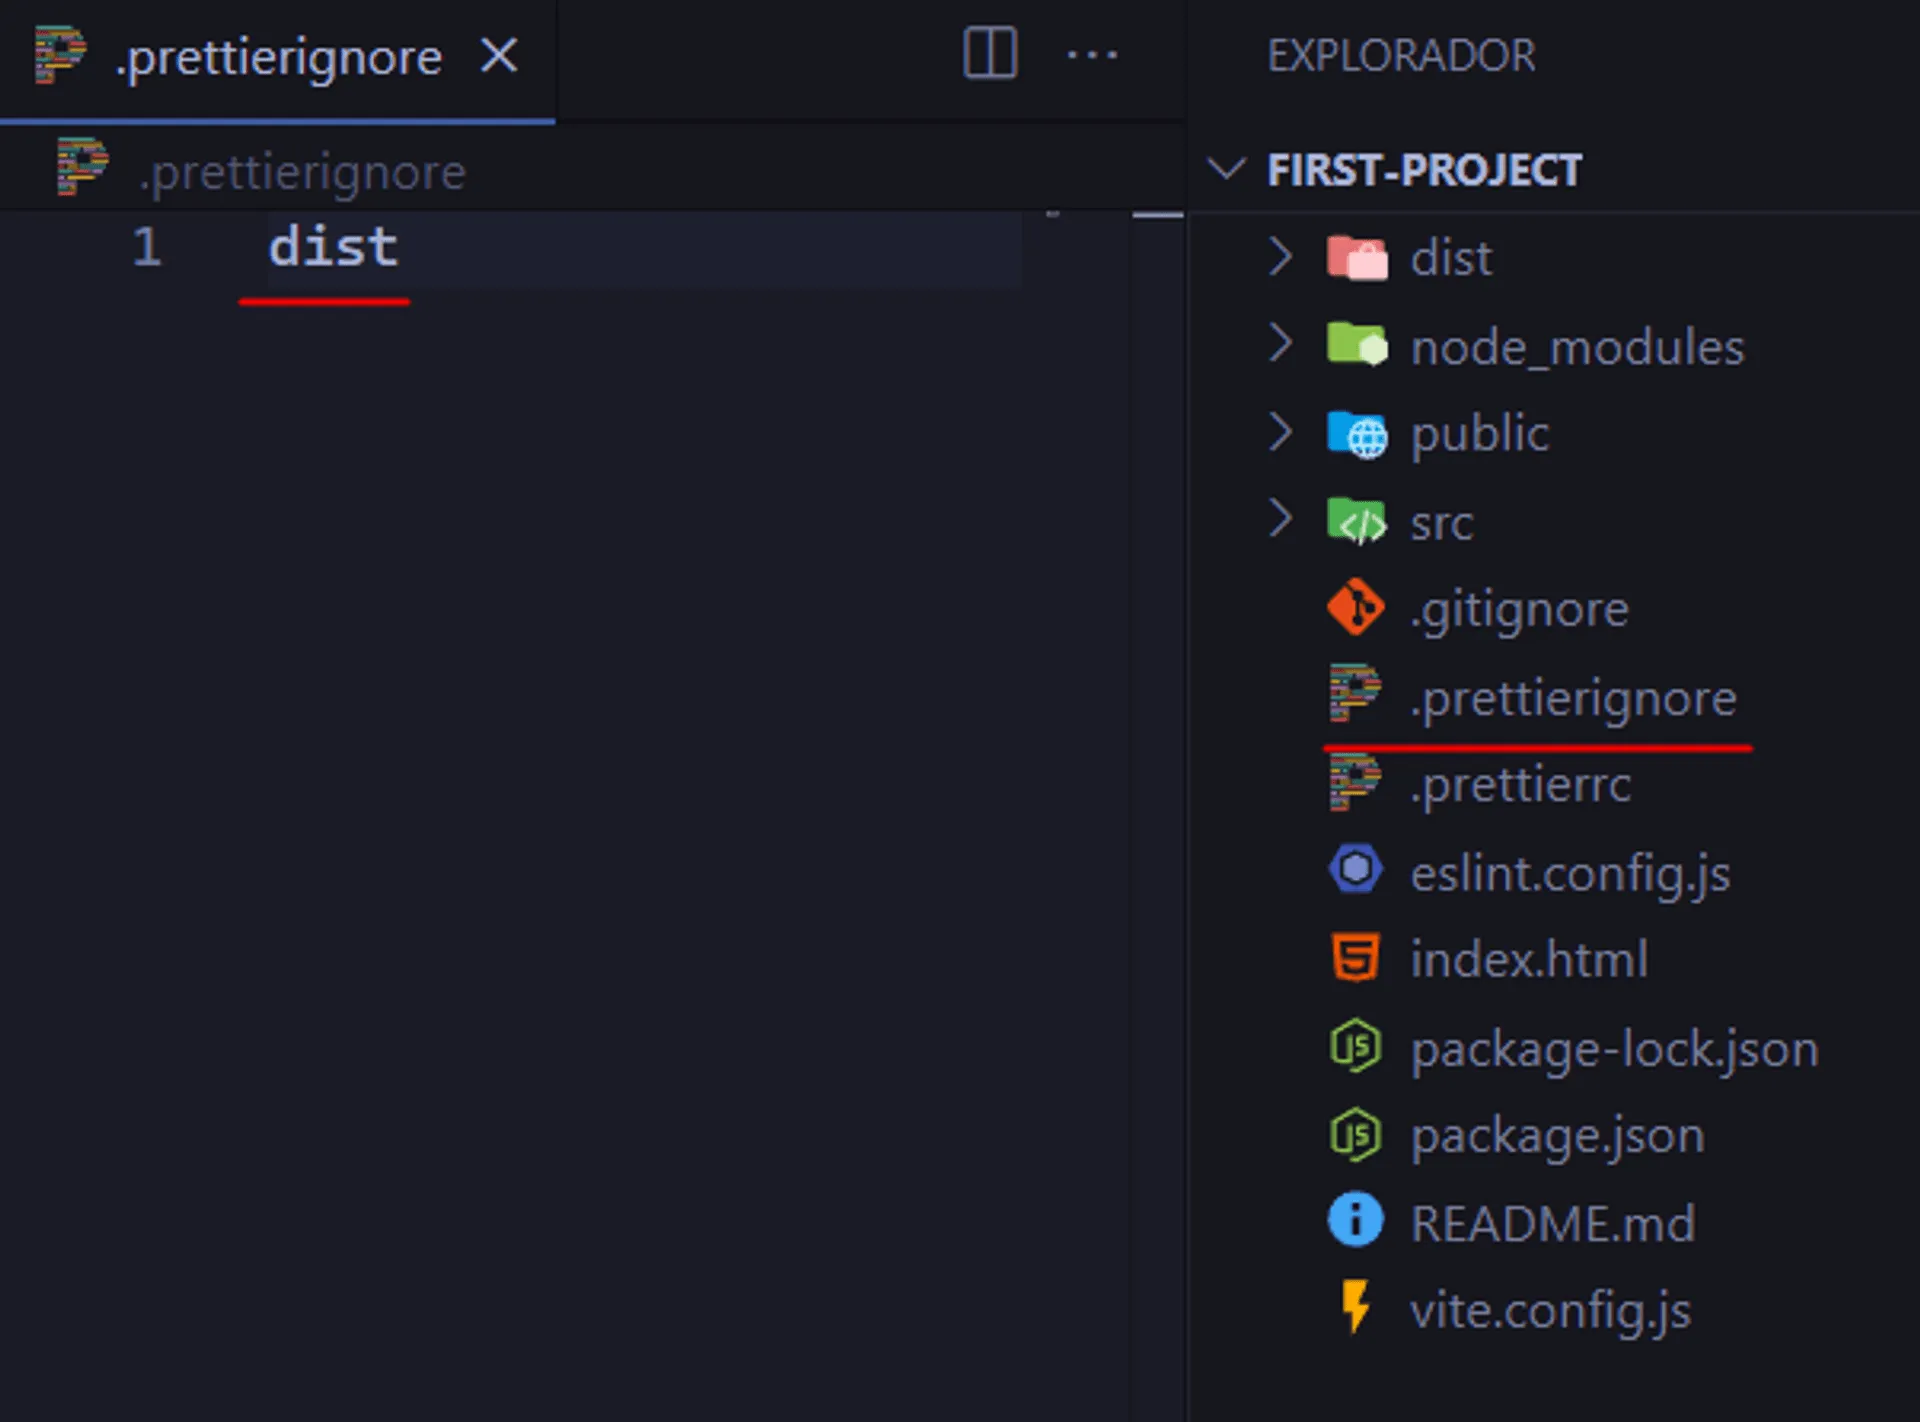 .prettierignore
.prettierignore
1 dist
EXPLORADOR
FIRST-PROJECT
dist
node_modules
public
src
.gitignore
.prettierignore
.prettierrc
eslint.config.js
index.html
package-lock.json
package.json
README.md
vite.config.js